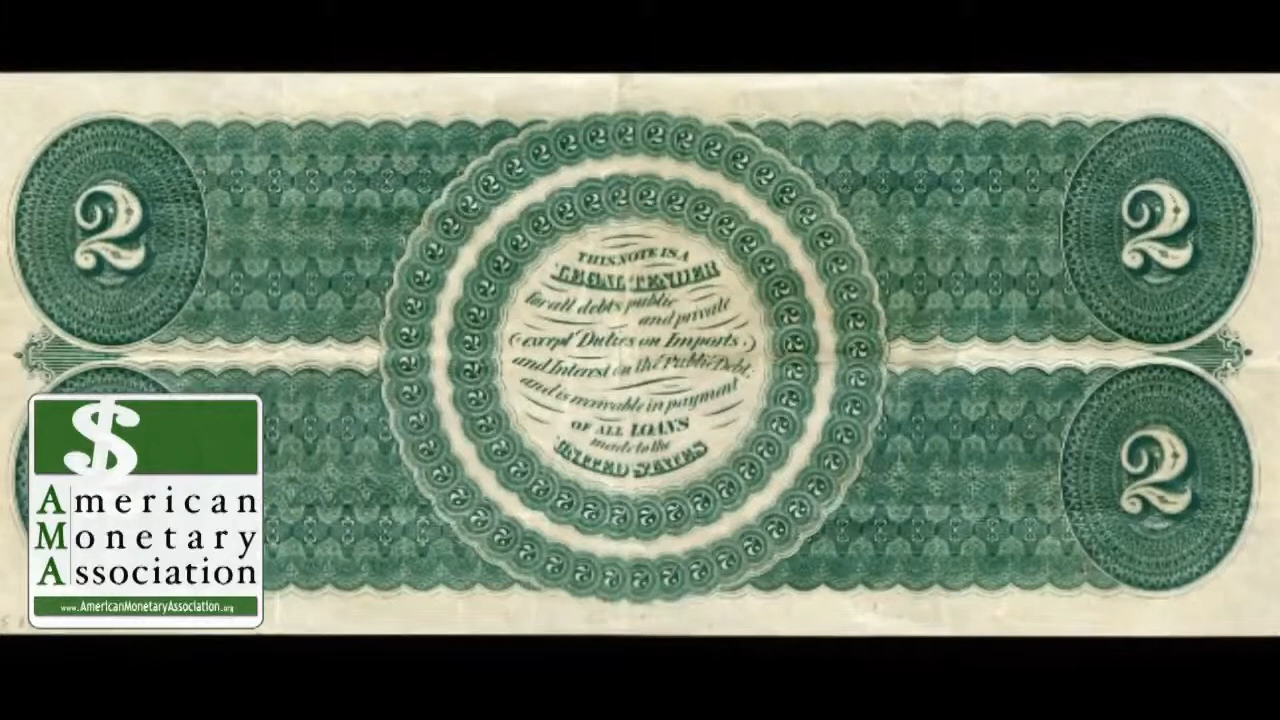 2
2
THIS NOTE IS A
LEGAL TENDER
for all debts public
and private
(except Duties on Imports.)
and Interest on the Public Debt;
and is receivable in payment
OF ALL LOANS
made to the
UNITED STATES
2
$
American
Monetary
Association
www.AmericanMonetaryAssociation.org